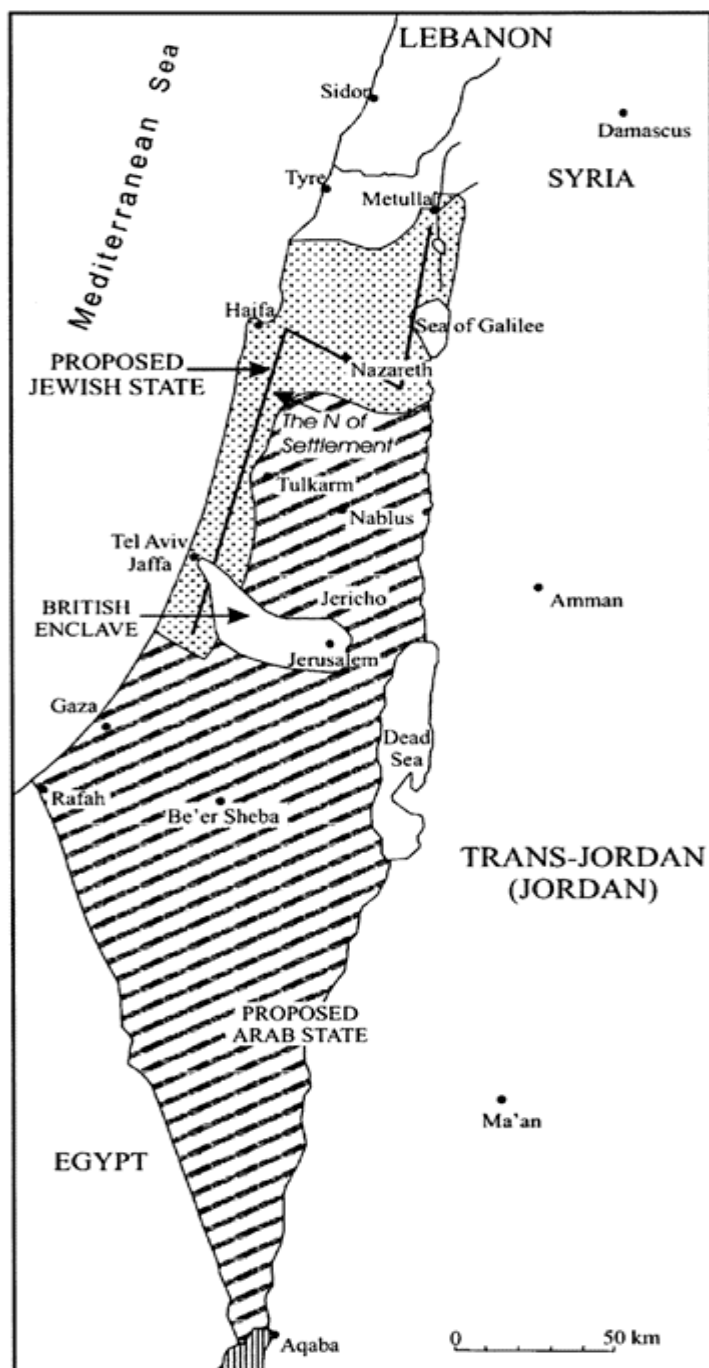 LEBANON
Mediterranean Sea
Sidon
Damascus
Tyre
SYRIA
Metulla
Haifa
Sea of Galilee
PROPOSED
JEWISH STATE
Nazareth
The N of
Settlement
Tulkarm
Nablus
Tel Aviv
Jaffa
BRITISH
ENCLAVE
Jericho
Amman
Jerusalem
Gaza
Dead
Sea
Rafah
Be'er Sheba
TRANS-JORDAN
(JORDAN)
PROPOSED
ARAB STATE
Ma'an
EGYPT
Aqaba
0 50 km